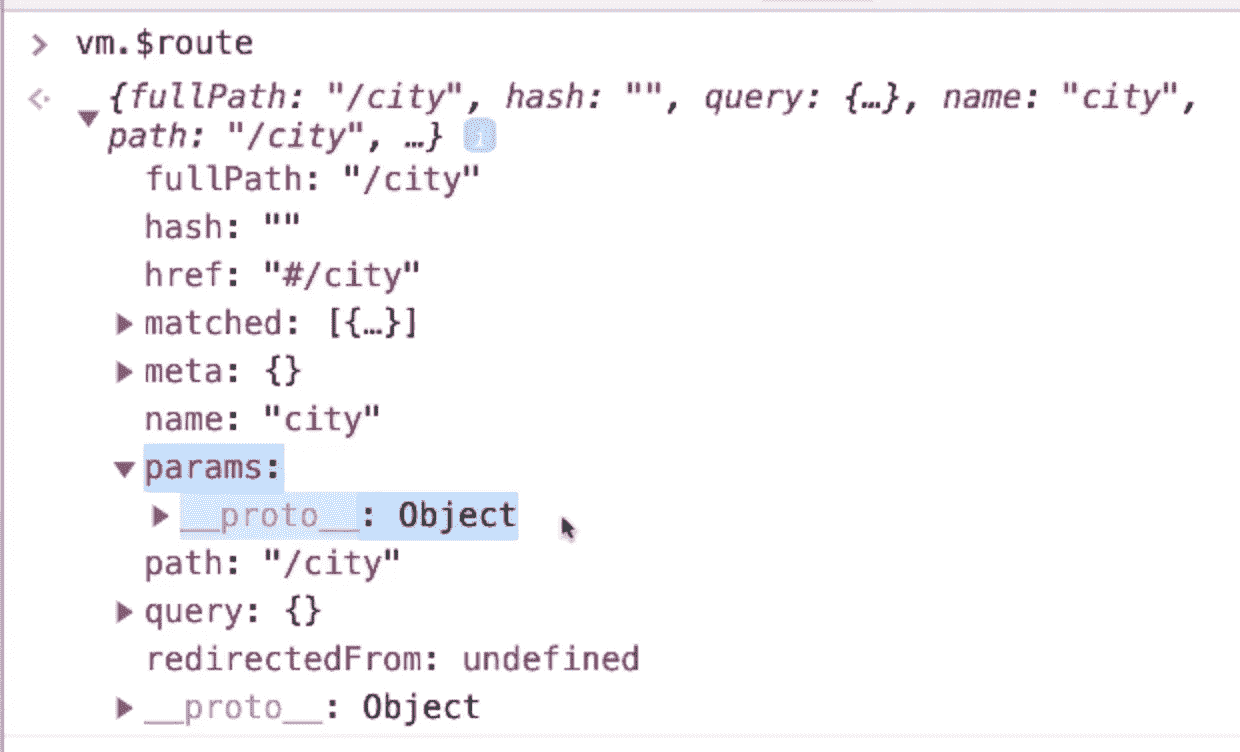 > vm.$route
{fullPath: "/city", hash: "", query: {…}, name: "city",
path: "/city", …} i
fullPath: "/city"
hash: ""
href: "#/city"
matched: [{…}]
meta: {}
name: "city"
params:
__proto__: Object
path: "/city"
query: {}
redirectedFrom: undefined
__proto__: Object